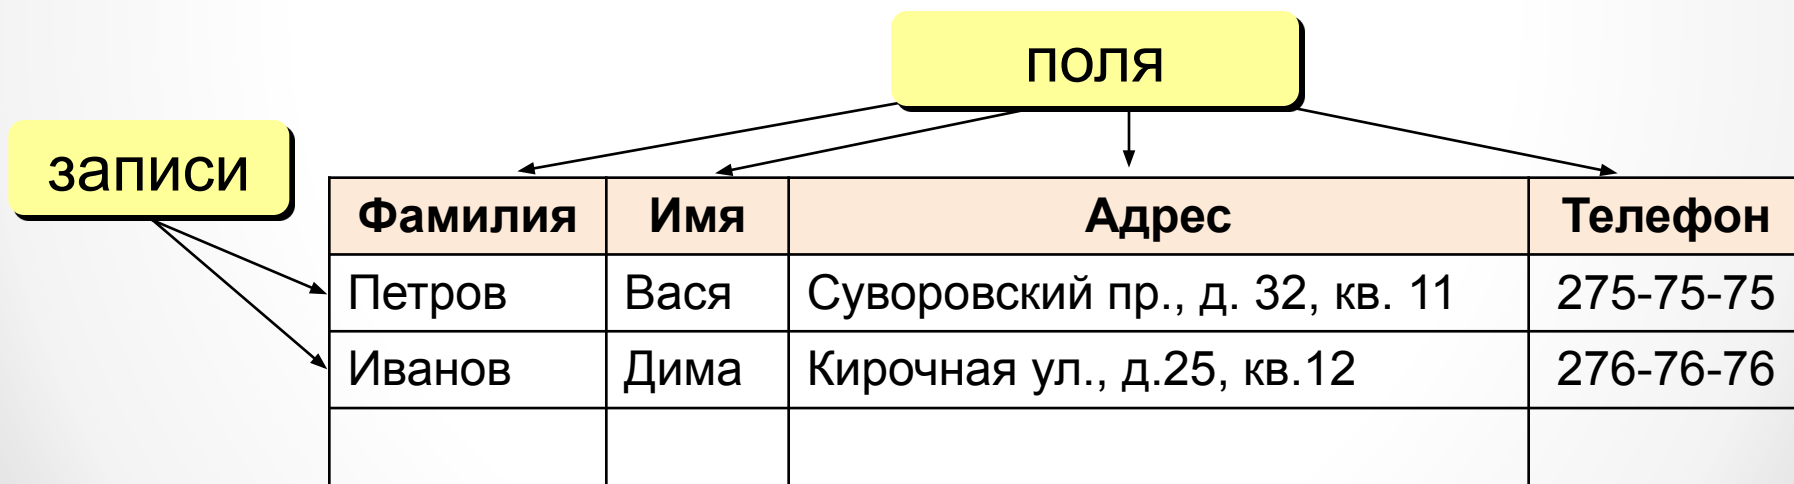 поля
записи
Фамилия Имя Адрес Телефон
Петров Вася Суворовский пр., д. 32, кв. 11 275-75-75
Иванов Дима Кирочная ул., д.25, кв.12 276-76-76